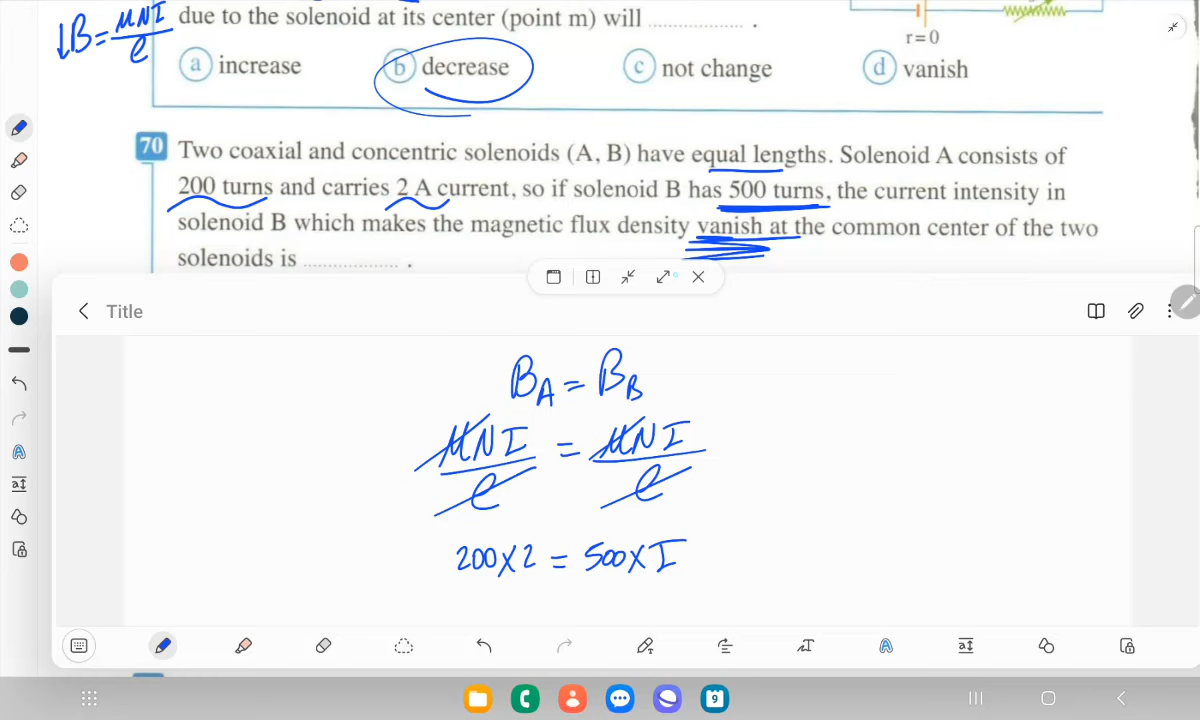 due to the solenoid at its center (point m) will .................. .
↓B = μNI / ℓ
r = 0
a increase b decrease c not change d vanish
70 Two coaxial and concentric solenoids (A, B) have equal lengths. Solenoid A consists of
200 turns and carries 2 A current, so if solenoid B has 500 turns, the current intensity in
solenoid B which makes the magnetic flux density vanish at the common center of the two
solenoids is .................. .
Title
B_A = B_B
μNI / ℓ = μNI / ℓ
200 × 2 = 500 × I
9